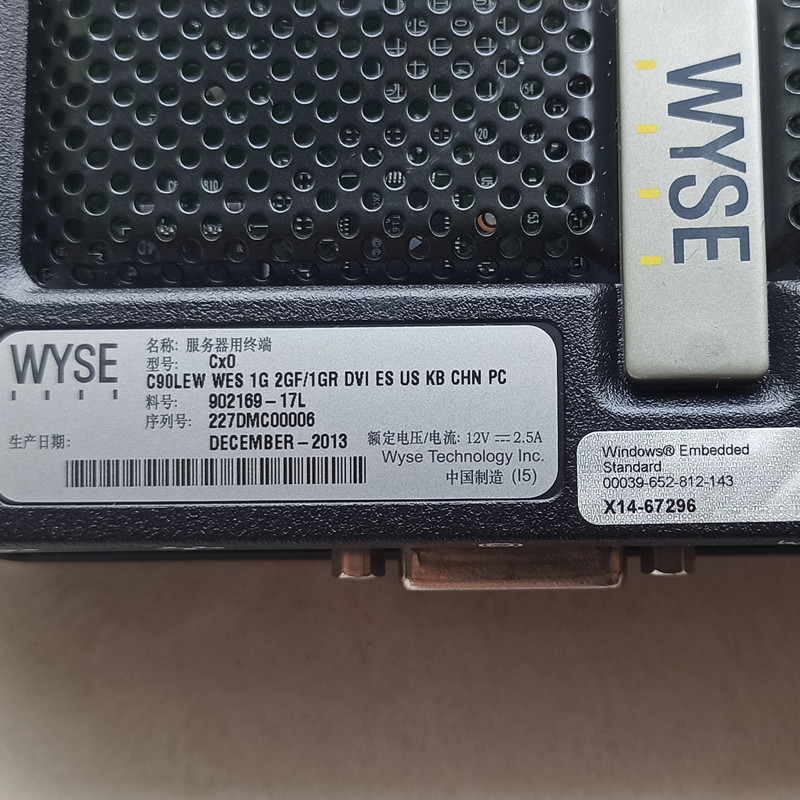 WYSE
WYSE
名称: 服务器用终端
型号: Cx0
C90LEW WES 1G 2GF/1GR DVI ES US KB CHN PC
料号: 902169-17L
序列号: 227DMC00006
生产日期: DECEMBER-2013
额定电压/电流: 12V ⎓ 2.5A
Wyse Technology Inc.
中国制造 (I5)
Windows® Embedded
Standard
00039-652-812-143
X14-67296